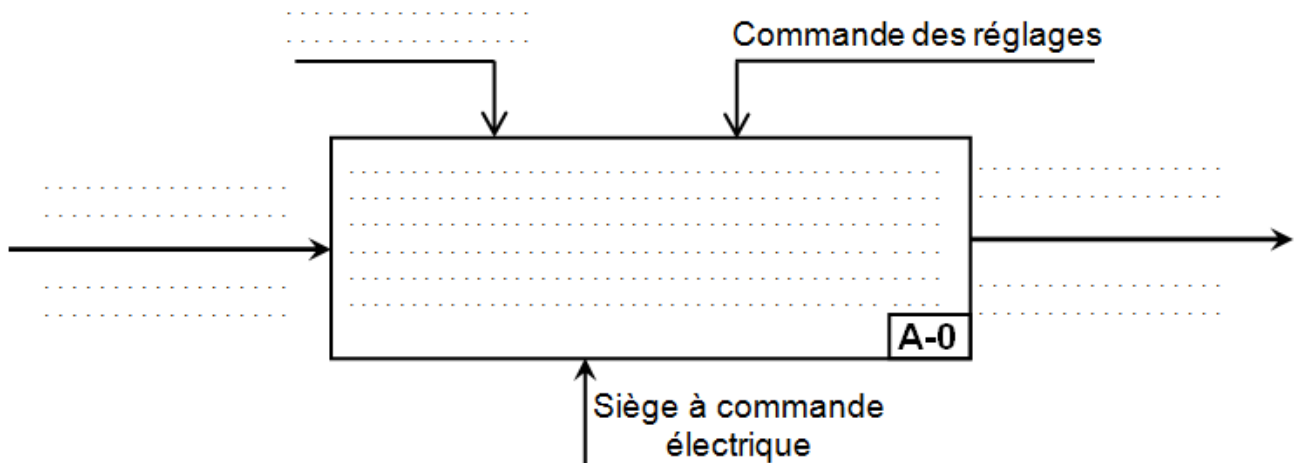 Commande des réglages
A-0
Siège à commande
électrique